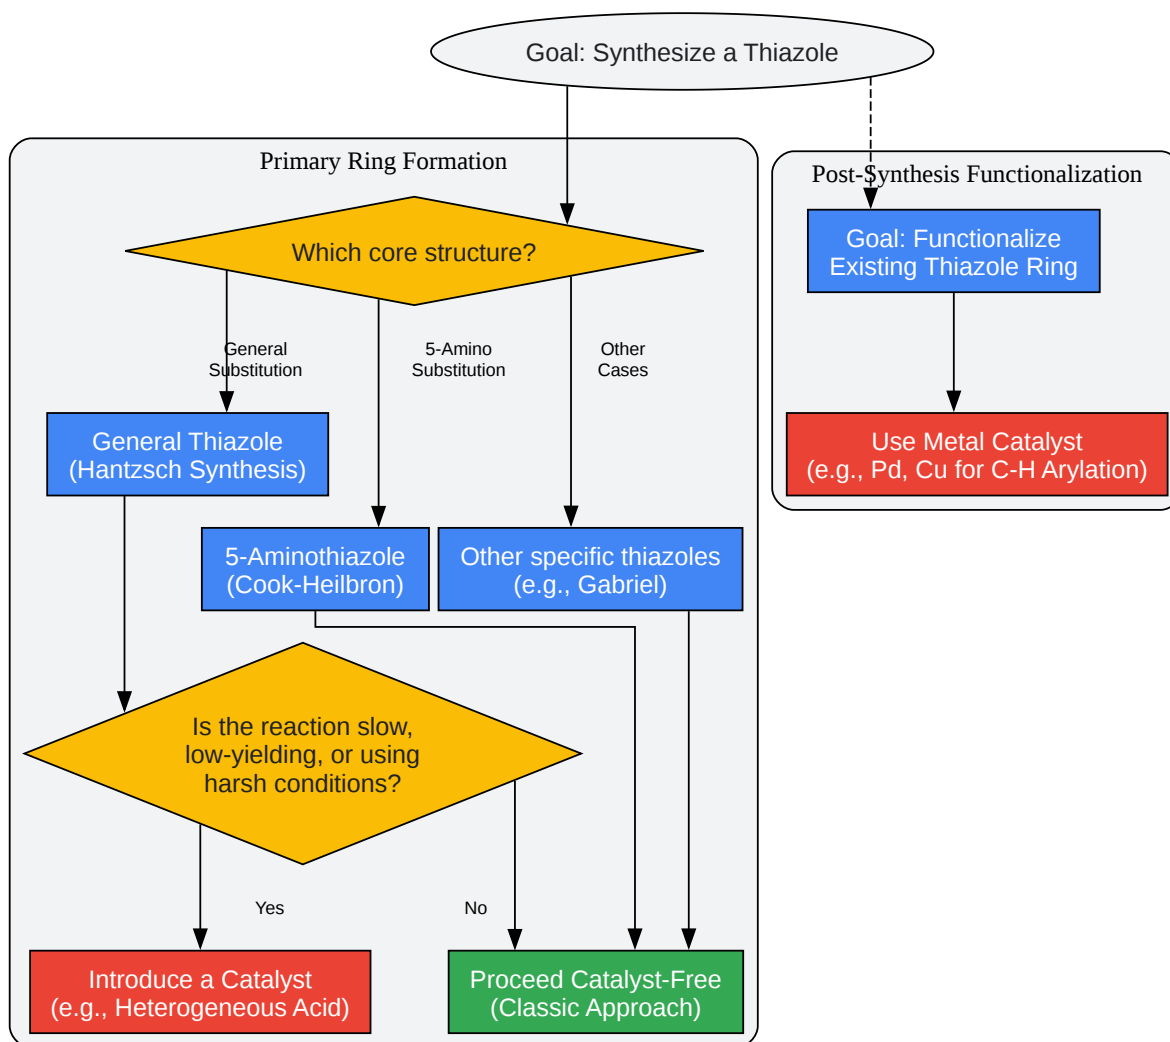 Goal: Synthesize a Thiazole
Primary Ring Formation
Post-Synthesis Functionalization
Which core structure?
Goal: Functionalize
Existing Thiazole Ring
General
Substitution
5-Amino
Substitution
Other
Cases
General Thiazole
(Hantzsch Synthesis)
Use Metal Catalyst
(e.g., Pd, Cu for C-H Arylation)
5-Aminothiazole
(Cook-Heilbron)
Other specific thiazoles
(e.g., Gabriel)
Is the reaction slow,
low-yielding, or using
harsh conditions?
Yes
No
Introduce a Catalyst
(e.g., Heterogeneous Acid)
Proceed Catalyst-Free
(Classic Approach)